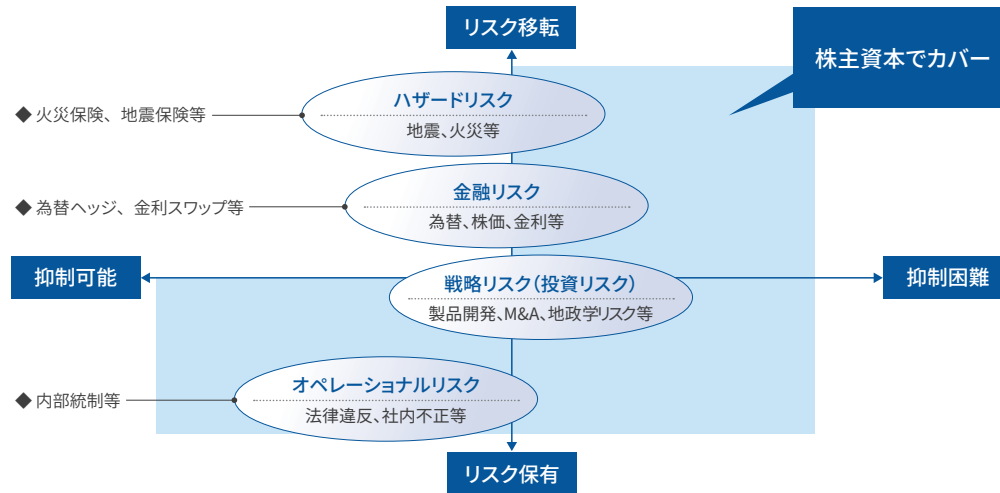 リスク移転
株主資本でカバー
ハザードリスク
◆ 火災保険、地震保険等
地震、火災等
金融リスク
◆ 為替ヘッジ、金利スワップ等
為替、株価、金利等
抑制可能
戦略リスク（投資リスク）
抑制困難
製品開発、M&A、地政学リスク等
オペレーショナルリスク
◆ 内部統制等
法律違反、社内不正等
リスク保有